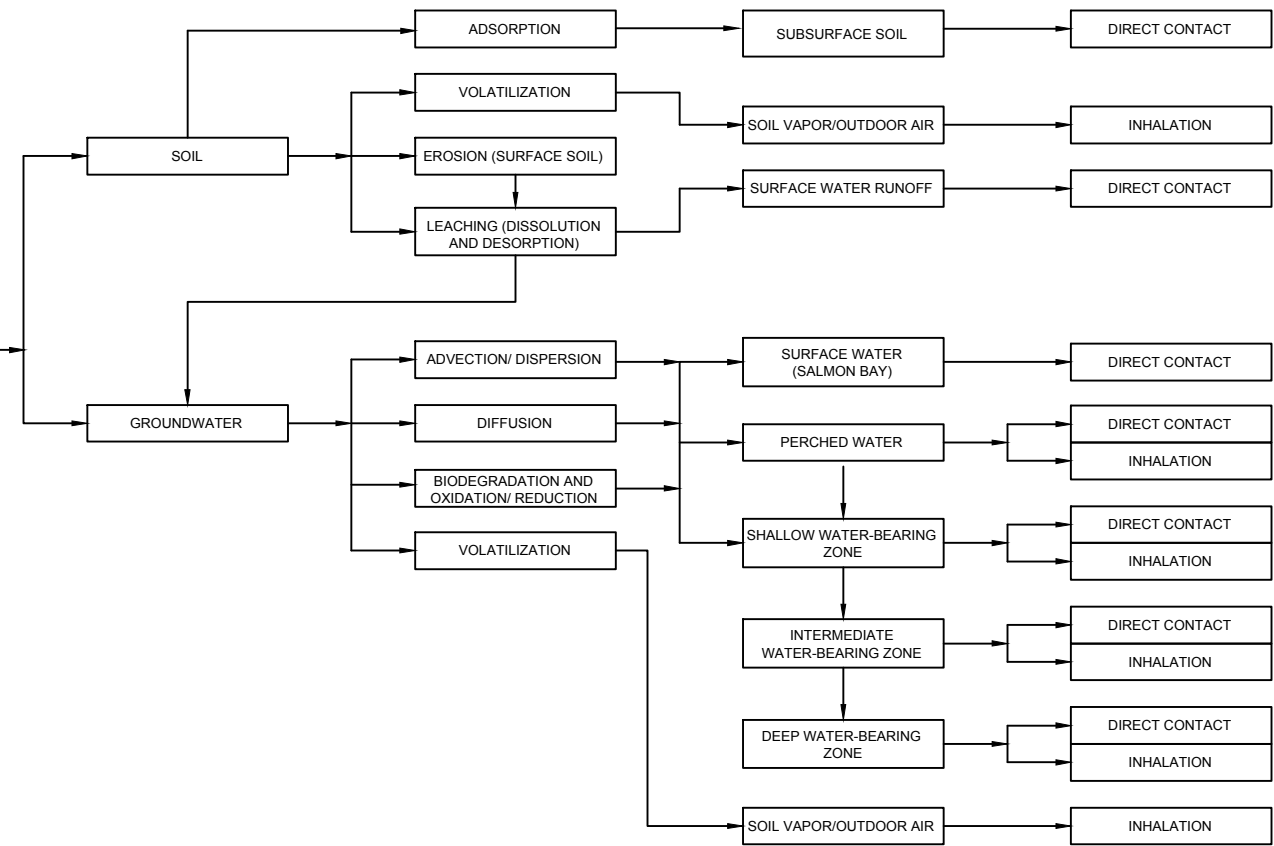 ADSORPTION
SUBSURFACE SOIL
DIRECT CONTACT
VOLATILIZATION
SOIL VAPOR/OUTDOOR AIR
INHALATION
SOIL
EROSION (SURFACE SOIL)
SURFACE WATER RUNOFF
DIRECT CONTACT
LEACHING (DISSOLUTION
AND DESORPTION)
ADVECTION/ DISPERSION
SURFACE WATER
(SALMON BAY)
DIRECT CONTACT
GROUNDWATER
DIFFUSION
PERCHED WATER
DIRECT CONTACT
INHALATION
BIODEGRADATION AND
OXIDATION/ REDUCTION
VOLATILIZATION
SHALLOW WATER-BEARING
ZONE
DIRECT CONTACT
INHALATION
INTERMEDIATE
WATER-BEARING ZONE
DIRECT CONTACT
INHALATION
DEEP WATER-BEARING
ZONE
DIRECT CONTACT
INHALATION
SOIL VAPOR/OUTDOOR AIR
INHALATION